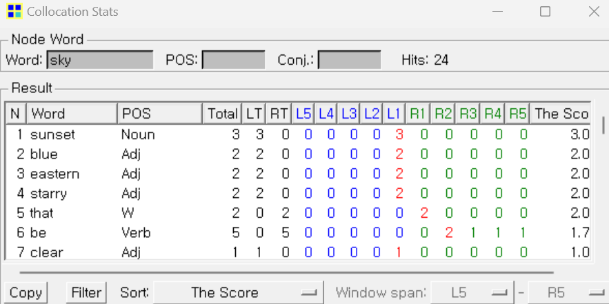 Collocation Stats
Node Word
Word: sky POS: Conj.: Hits: 24
Result
N Word POS Total LT RT L5 L4 L3 L2 L1 R1 R2 R3 R4 R5 The Sco
1 sunset Noun 3 3 0 0 0 0 0 3 0 0 0 0 0 3.0
2 blue Adj 2 2 0 0 0 0 0 2 0 0 0 0 0 2.0
3 eastern Adj 2 2 0 0 0 0 0 2 0 0 0 0 0 2.0
4 starry Adj 2 2 0 0 0 0 0 2 0 0 0 0 0 2.0
5 that W 2 0 2 0 0 0 0 0 2 0 0 0 0 2.0
6 be Verb 5 0 5 0 0 0 0 0 0 2 1 1 1 1.7
7 clear Adj 1 1 0 0 0 0 0 1 0 0 0 0 0 1.0
Copy Filter Sort: The Score Window span: L5 - R5